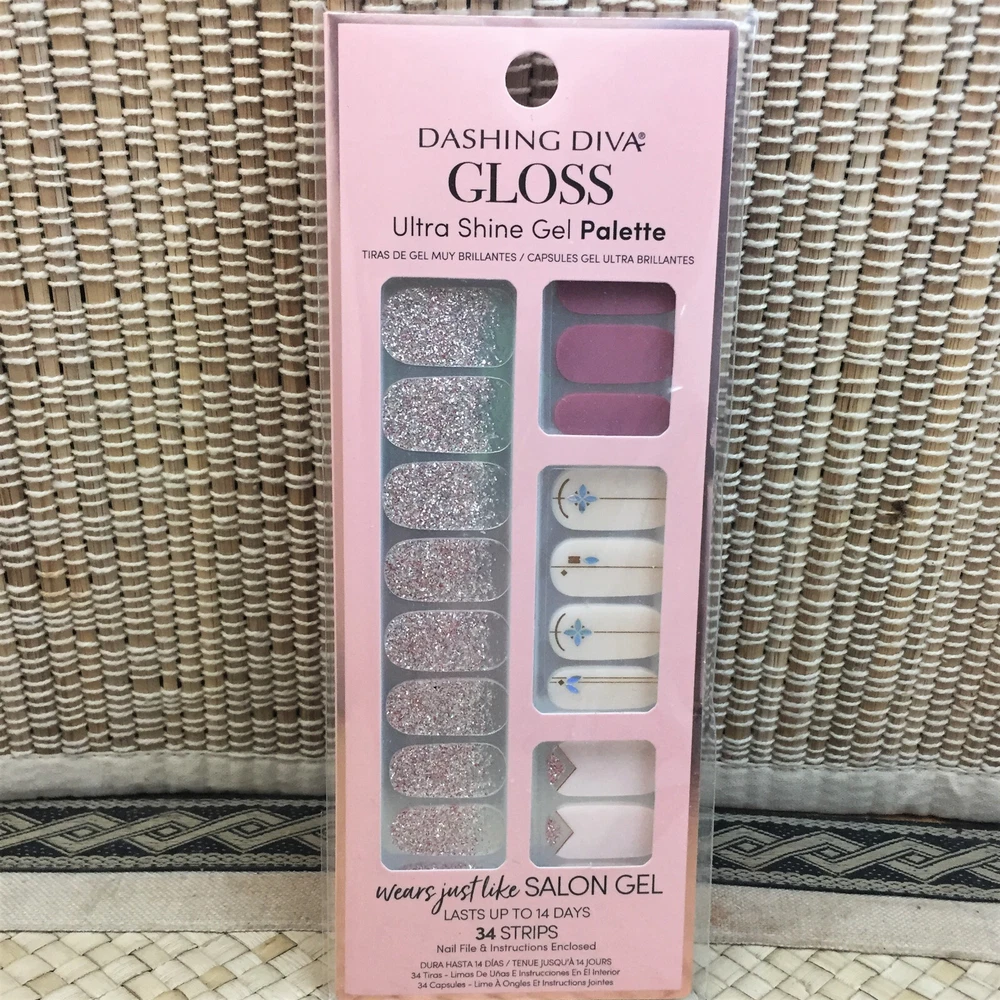 DASHING DIVA®
GLOSS
Ultra Shine Gel Palette
TIRAS DE GEL MUY BRILLANTES / CAPSULES GEL ULTRA BRILLANTES
wears just like SALON GEL
LASTS UP TO 14 DAYS
34 STRIPS
Nail File & Instructions Enclosed
DURA HASTA 14 DÍAS / TENUE JUSQU'À 14 JOURS
34 Tiras - Limas De Uñas E Instrucciones En El Interior
34 Capsules - Lime À Ongles Et Instructions Jointes